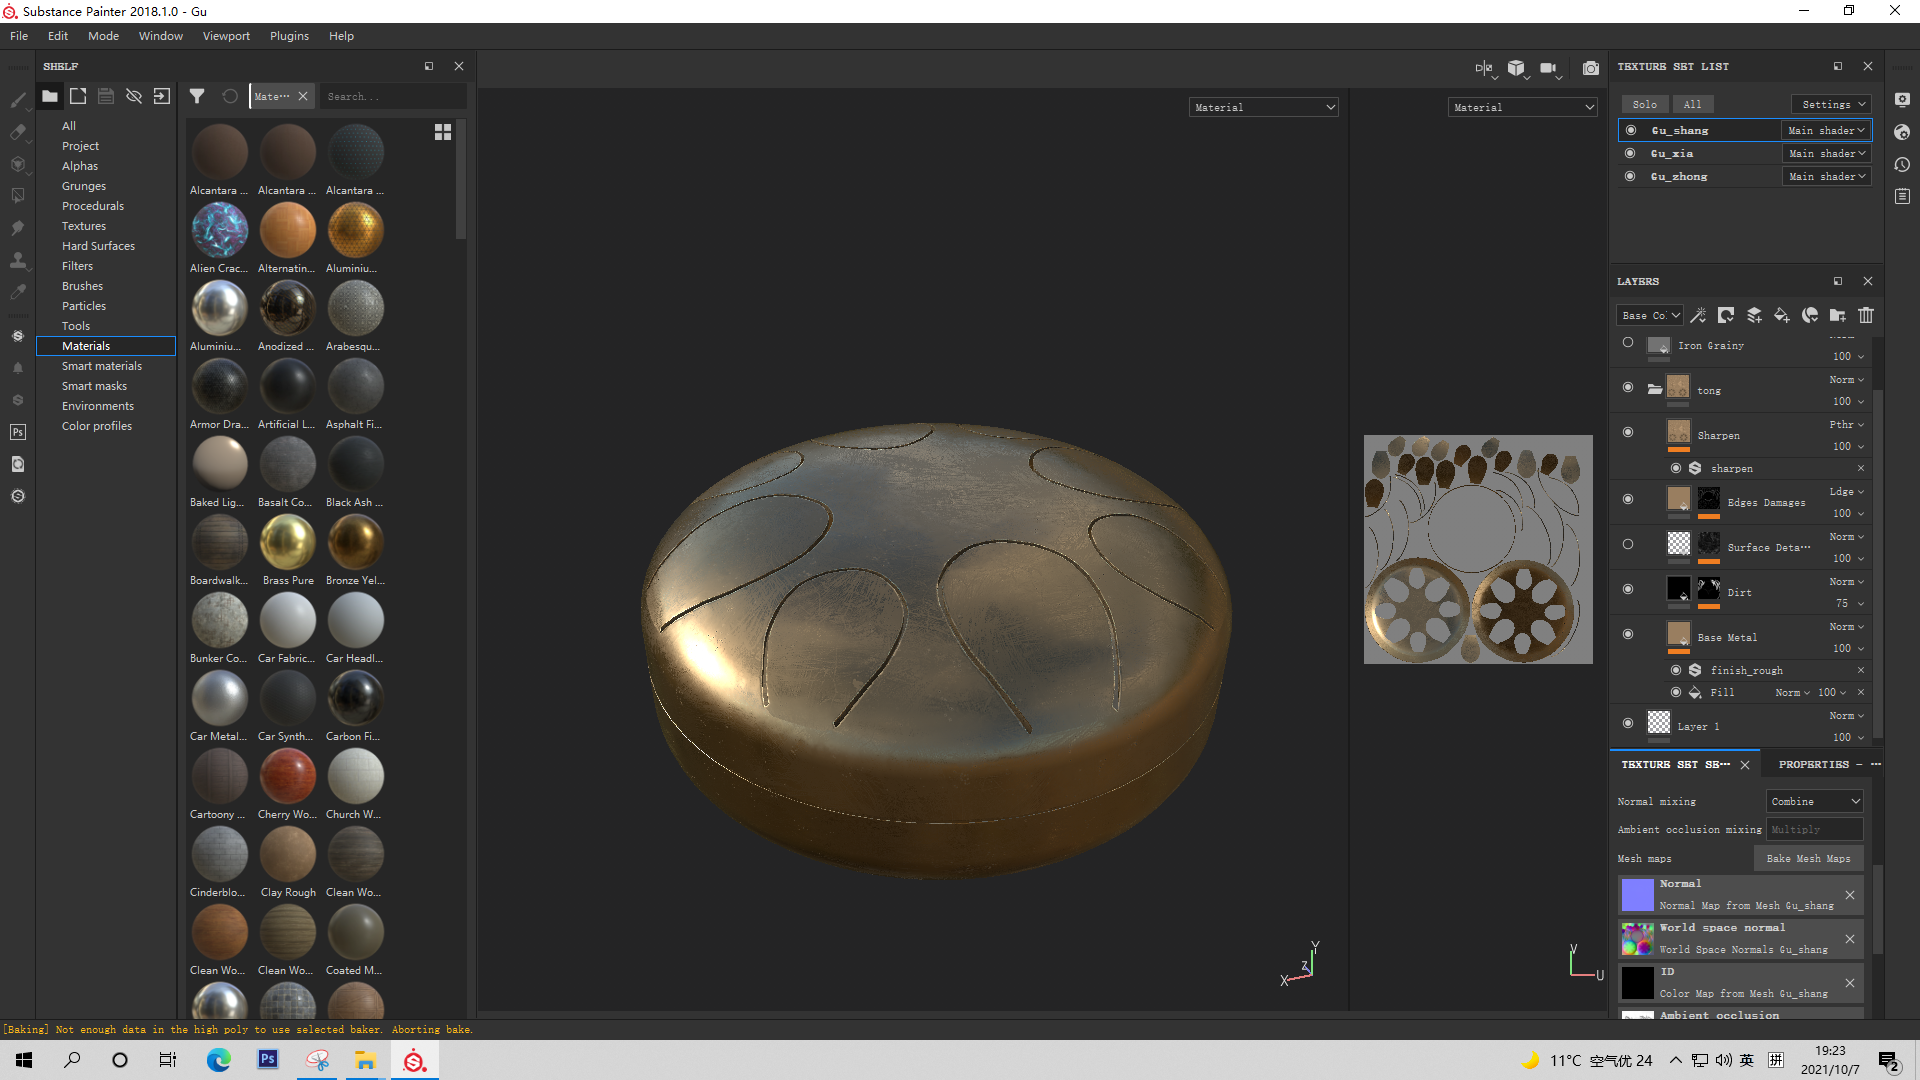 Substance Painter 2018.1.0 - Gu
File Edit Mode Window Viewport Plugins Help
SHELF
Mate··· Search...
All
Project
Alphas
Grunges
Procedurals
Textures
Hard Surfaces
Filters
Brushes
Particles
Tools
Materials
Smart materials
Smart masks
Environments
Color profiles
Alcantara ... Alcantara ... Alcantara ...
Alien Crac... Alternatin... Aluminiu...
Aluminiu... Anodized ... Arabesqu...
Armor Dra... Artificial L... Asphalt Fi...
Baked Lig... Basalt Co... Black Ash ...
Boardwalk... Brass Pure Bronze Yel...
Bunker Co... Car Fabric... Car Headl...
Car Metal... Car Synth... Carbon Fi...
Cartoony ... Cherry Wo... Church W...
Cinderblo... Clay Rough Clean Wo...
Clean Wo... Clean Wo... Coated M...
Material
Material
Y
Z
X
V
U
TEXTURE SET LIST
Solo All Settings
Gu_shang Main shader
Gu_xia Main shader
Gu_zhong Main shader
LAYERS
Base Co
Iron Grainy
100
tong Norm
100
Sharpen Pthr
100
sharpen
Edges Damages Ldge
100
Surface Deta··· Norm
100
Dirt Norm
75
Base Metal Norm
100
finish_rough
Fill Norm 100
Layer 1 Norm
100
TEXTURE SET SE··· PROPERTIES - ···
Normal mixing Combine
Ambient occlusion mixing Multiply
Mesh maps Bake Mesh Maps
Normal
Normal Map from Mesh Gu_shang
World space normal
World Space Normals Gu_shang
ID
Color Map from Mesh Gu_shang
Ambient occlusion
[Baking] Not enough data in the high poly to use selected baker. Aborting bake.
Ps
Ps
11°C 空气优 24 英 拼
19:23
2021/10/7
2